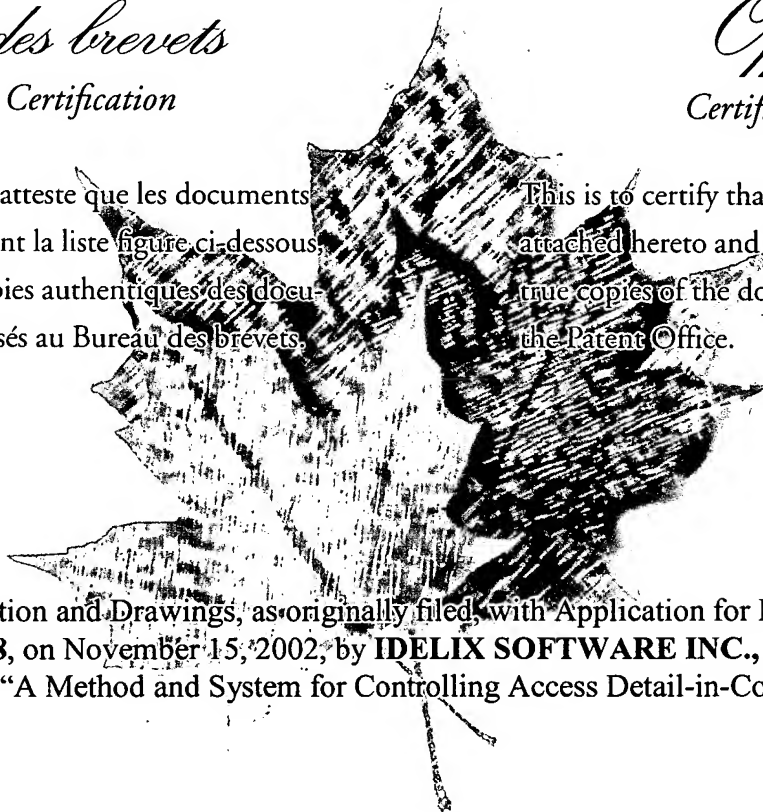 des brevets
Certification
atteste que les documents
nt la liste figure ci-dessous
pies authentiques des docu-
sés au Bureau des brevets.
Certif
This is to certify tha
attached hereto and
true copies of the do
the Patent Office.
tion and Drawings, as originally filed, with Application for
8, on November 15, 2002, by IDELIX SOFTWARE INC.,
“A Method and System for Controlling Access Detail-in-Co